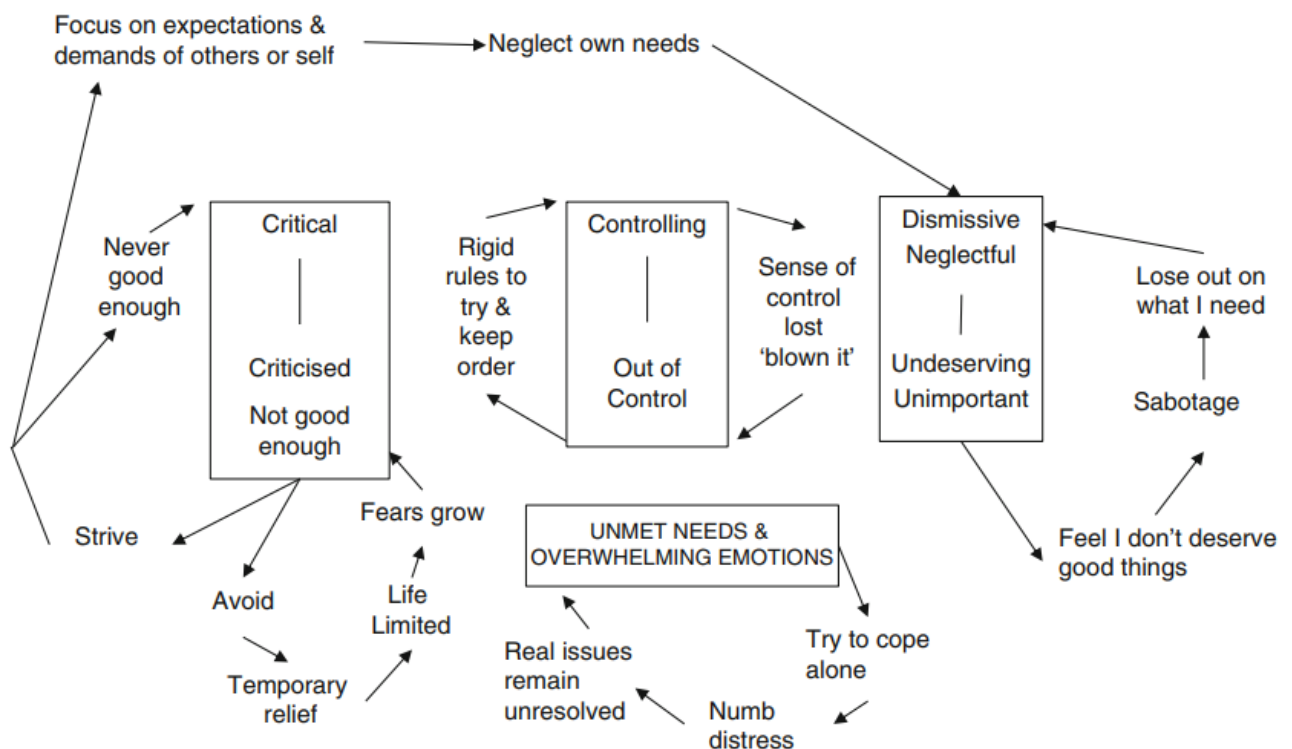 Focus on expectations &
demands of others or self
Neglect own needs
Never
good
enough
Critical
Criticised
Not good
enough
Rigid
rules to
try &
keep
order
Controlling
Out of
Control
Sense of
control
lost
‘blown it’
Dismissive
Neglectful
Undeserving
Unimportant
Lose out on
what I need
Sabotage
Feel I don’t deserve
good things
Strive
Avoid
Temporary
relief
Life
Limited
Fears grow
UNMET NEEDS &
OVERWHELMING EMOTIONS
Try to cope
alone
Numb
distress
Real issues
remain
unresolved